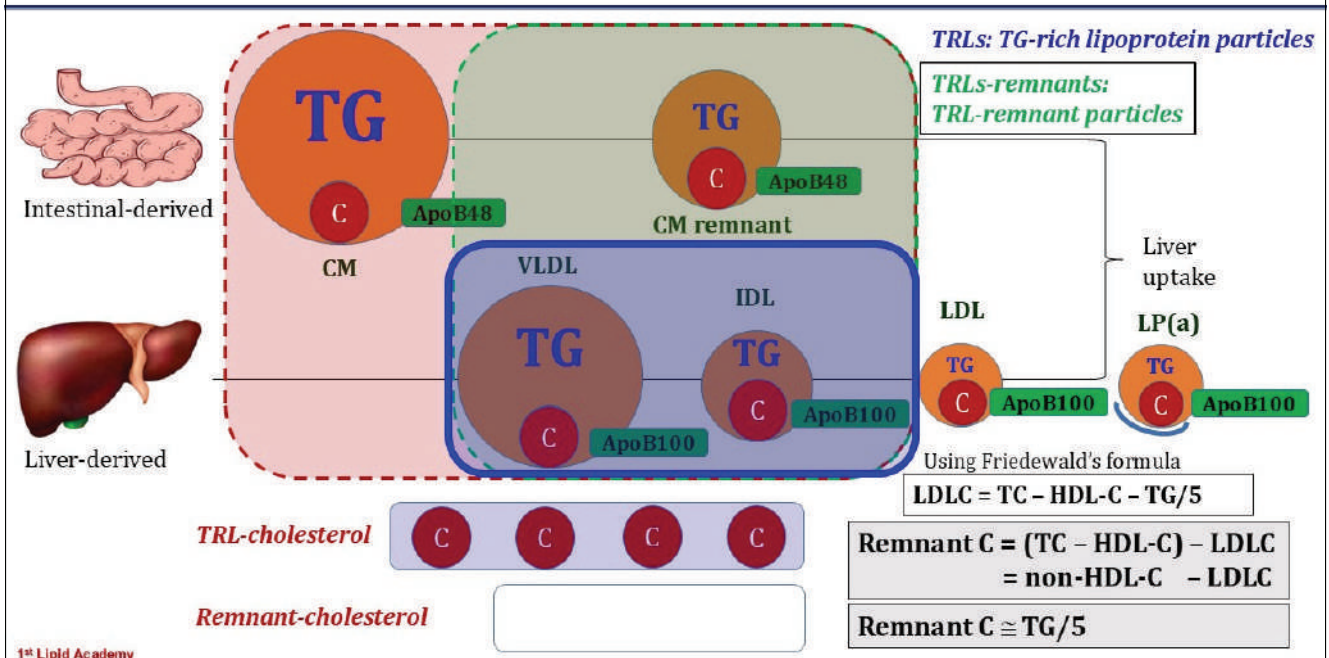 TRLs: TG-rich lipoprotein particles
TRLs-remnants:
TRL-remnant particles
TG
C
ApoB48
CM
TG
C
ApoB48
CM remnant
Intestinal-derived
VLDL
TG
C
ApoB100
IDL
TG
C
ApoB100
LDL
TG
C
ApoB100
Liver
uptake
LP(a)
TG
C
ApoB100
Liver-derived
Using Friedewald's formula
LDLC = TC – HDL-C – TG/5
TRL-cholesterol
C
C
C
C
Remnant C = (TC – HDL-C) – LDLC
= non-HDL-C – LDLC
Remnant-cholesterol
Remnant C ≅ TG/5
1st Lipid Academy